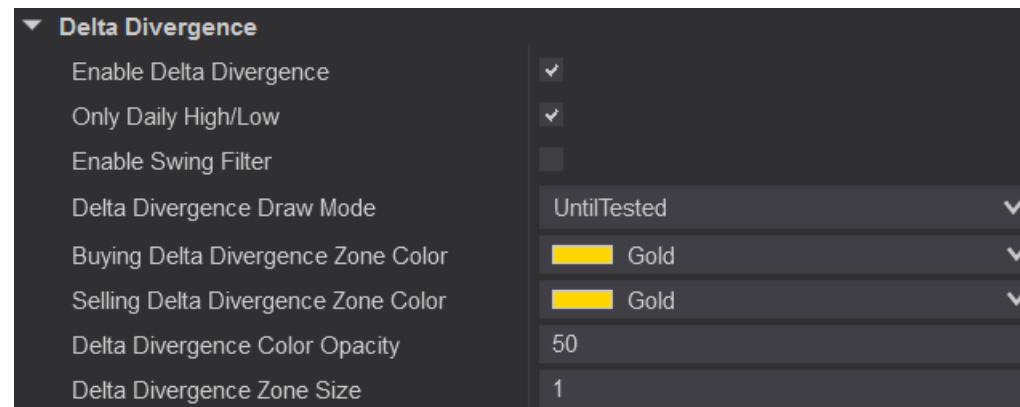 Delta Divergence
Enable Delta Divergence
Only Daily High/Low
Enable Swing Filter
Delta Divergence Draw Mode UntilTested
Buying Delta Divergence Zone Color Gold
Selling Delta Divergence Zone Color Gold
Delta Divergence Color Opacity 50
Delta Divergence Zone Size 1